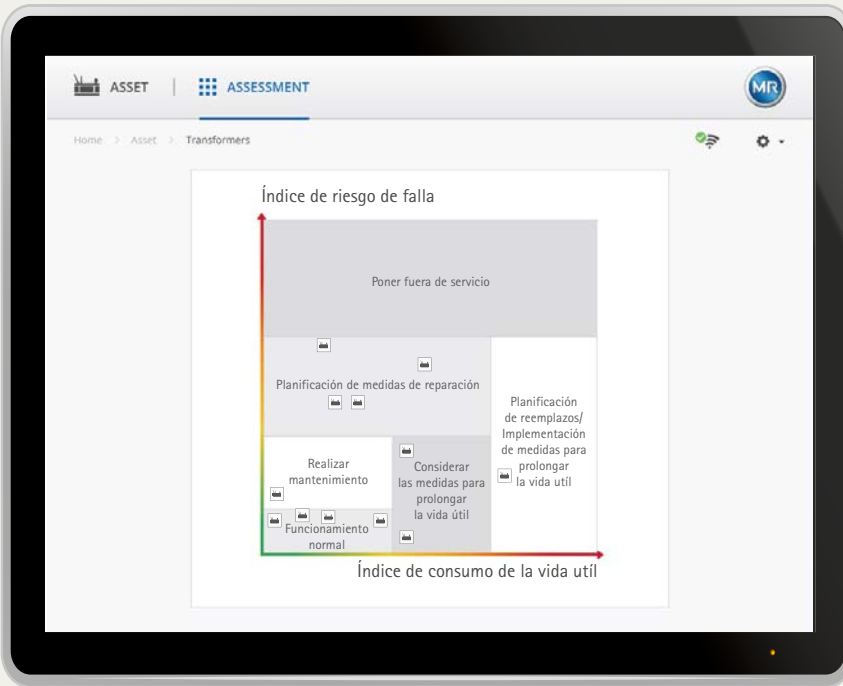 ASSET | ASSESSMENT
MR
Home > Asset > Transformers
Índice de riesgo de falla
Poner fuera de servicio
Planificación de medidas de reparación
Planificación
de reemplazos/
Implementación
de medidas para
prolongar
la vida utíl
Realizar
mantenimiento
Considerar
las medidas para
prolongar
la vida útil
Funcionamiento
normal
Índice de consumo de la vida utíl